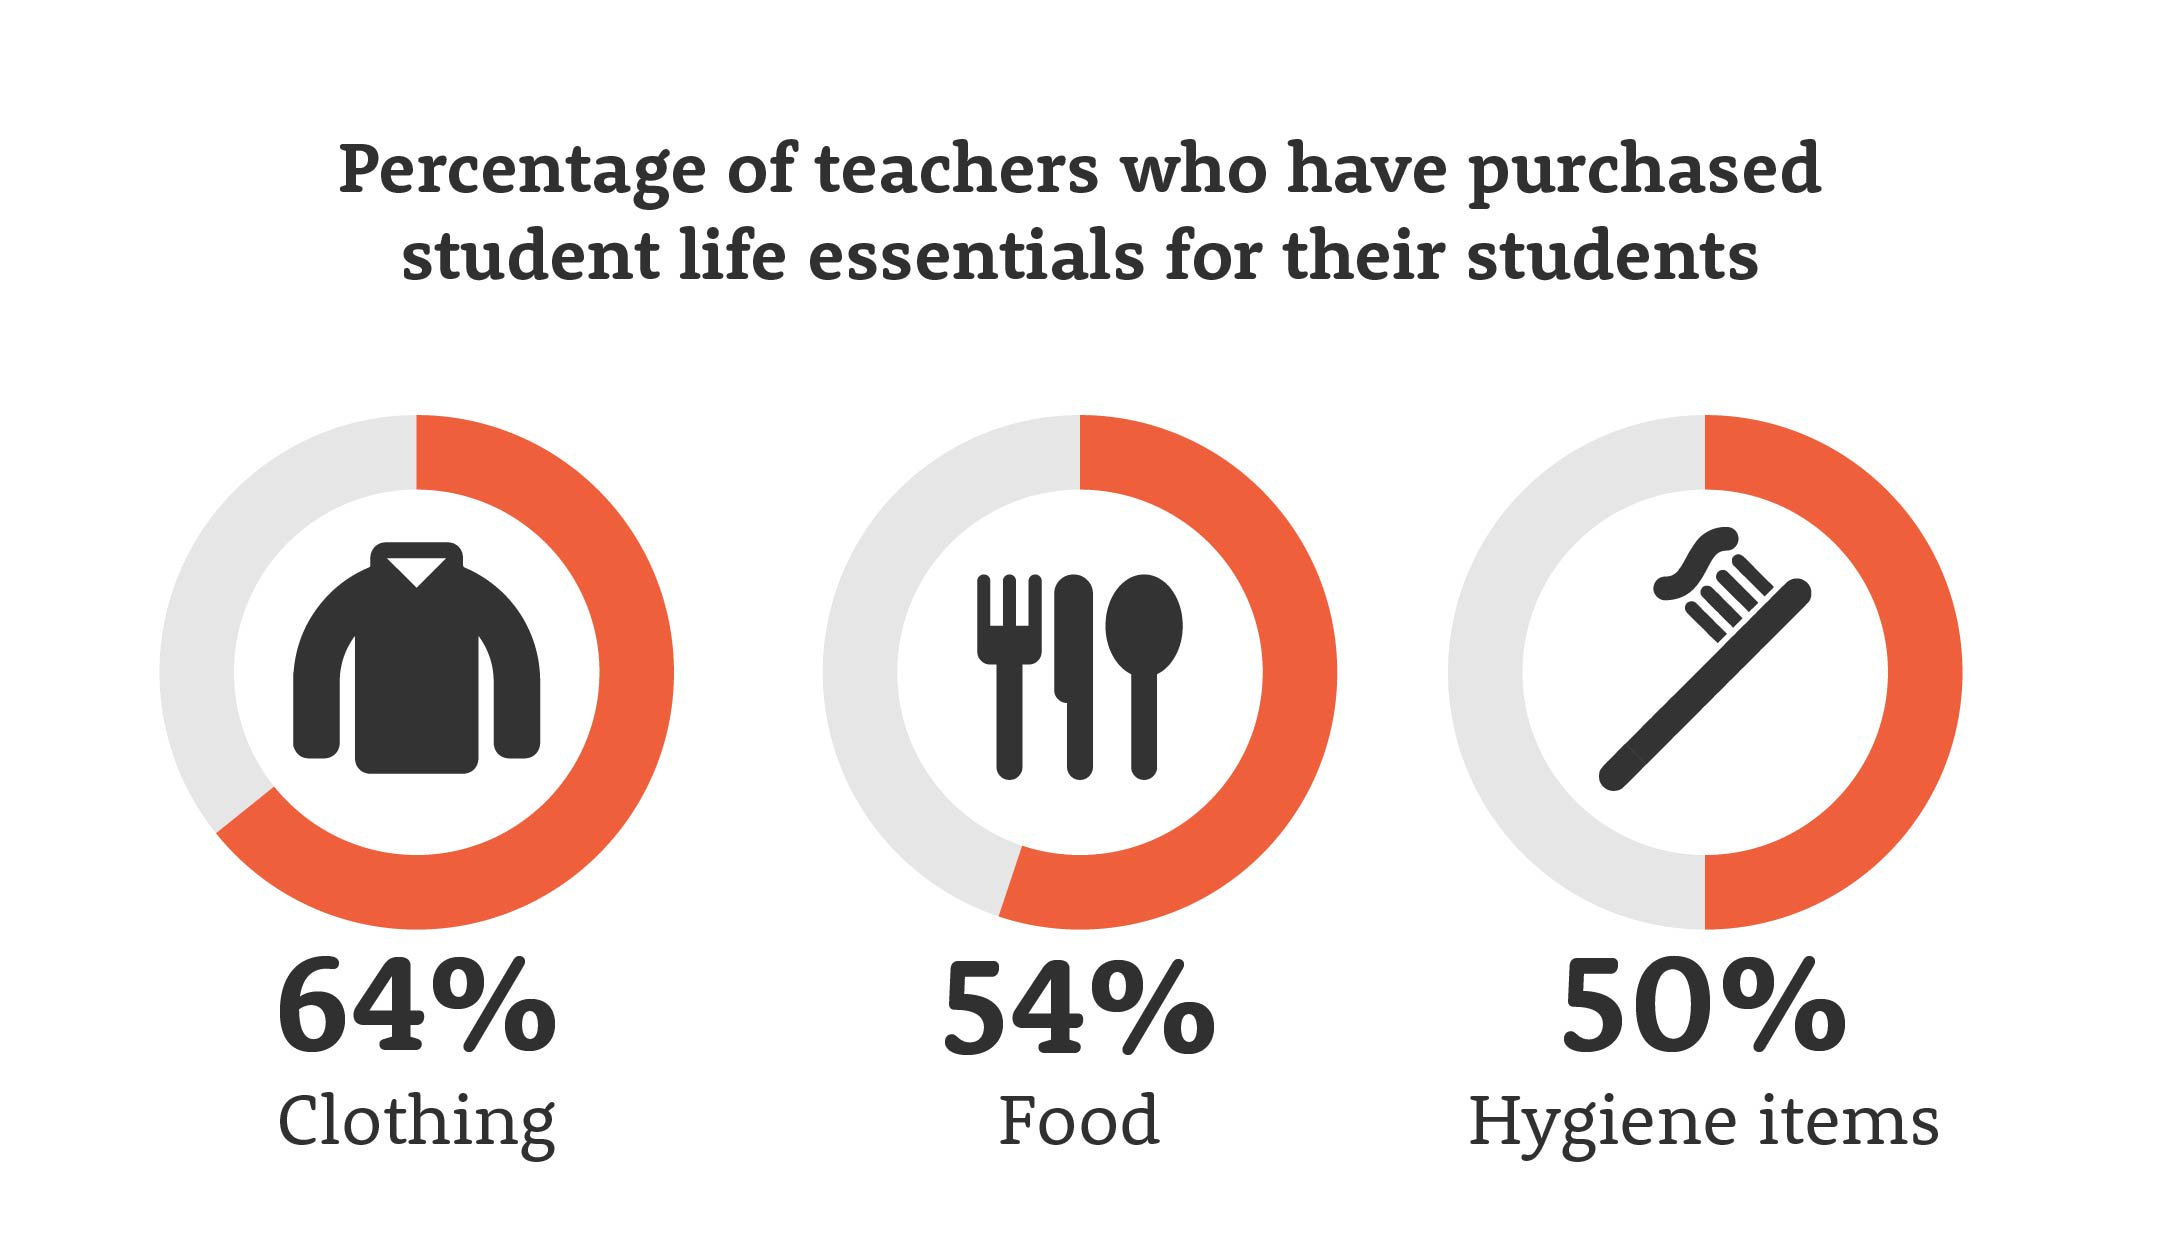 Percentage of teachers who have purchased
student life essentials for their students
64%
Clothing
54%
Food
50%
Hygiene items